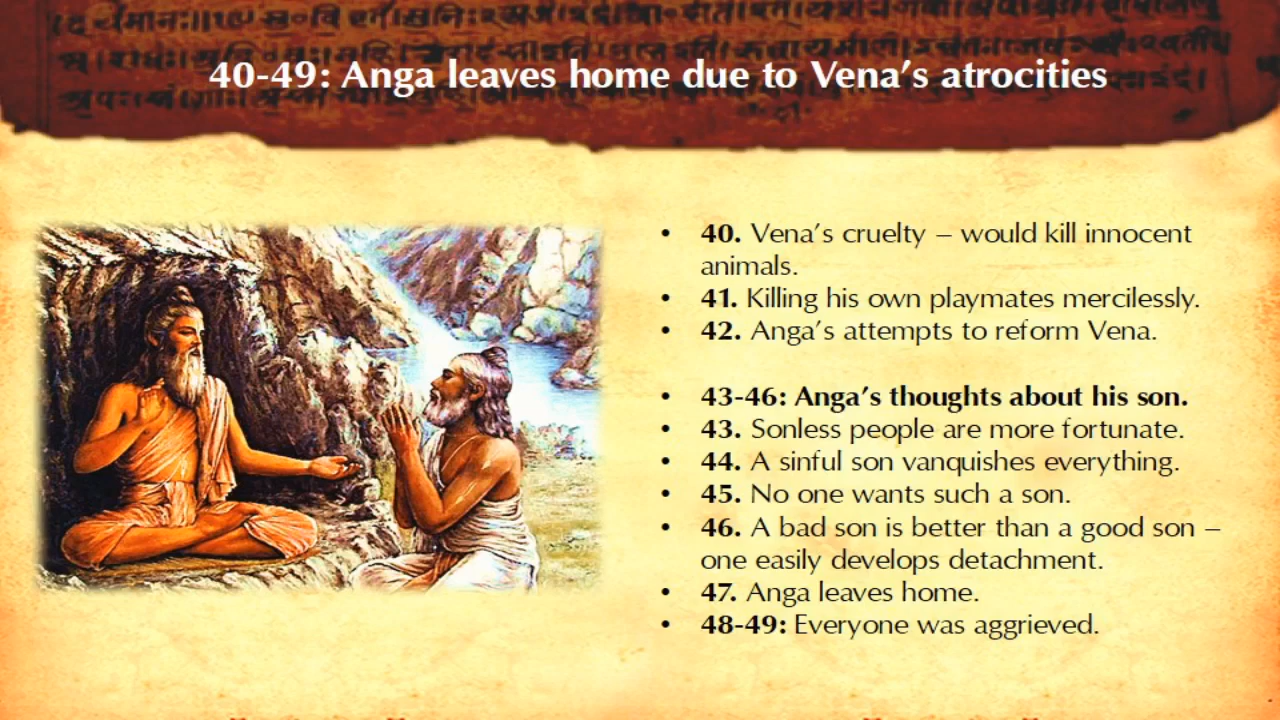 40-49: Anga leaves home due to Vena’s atrocities
• 40. Vena’s cruelty – would kill innocent
animals.
• 41. Killing his own playmates mercilessly.
• 42. Anga’s attempts to reform Vena.
• 43-46: Anga’s thoughts about his son.
• 43. Sonless people are more fortunate.
• 44. A sinful son vanquishes everything.
• 45. No one wants such a son.
• 46. A bad son is better than a good son –
one easily develops detachment.
• 47. Anga leaves home.
• 48-49: Everyone was aggrieved.